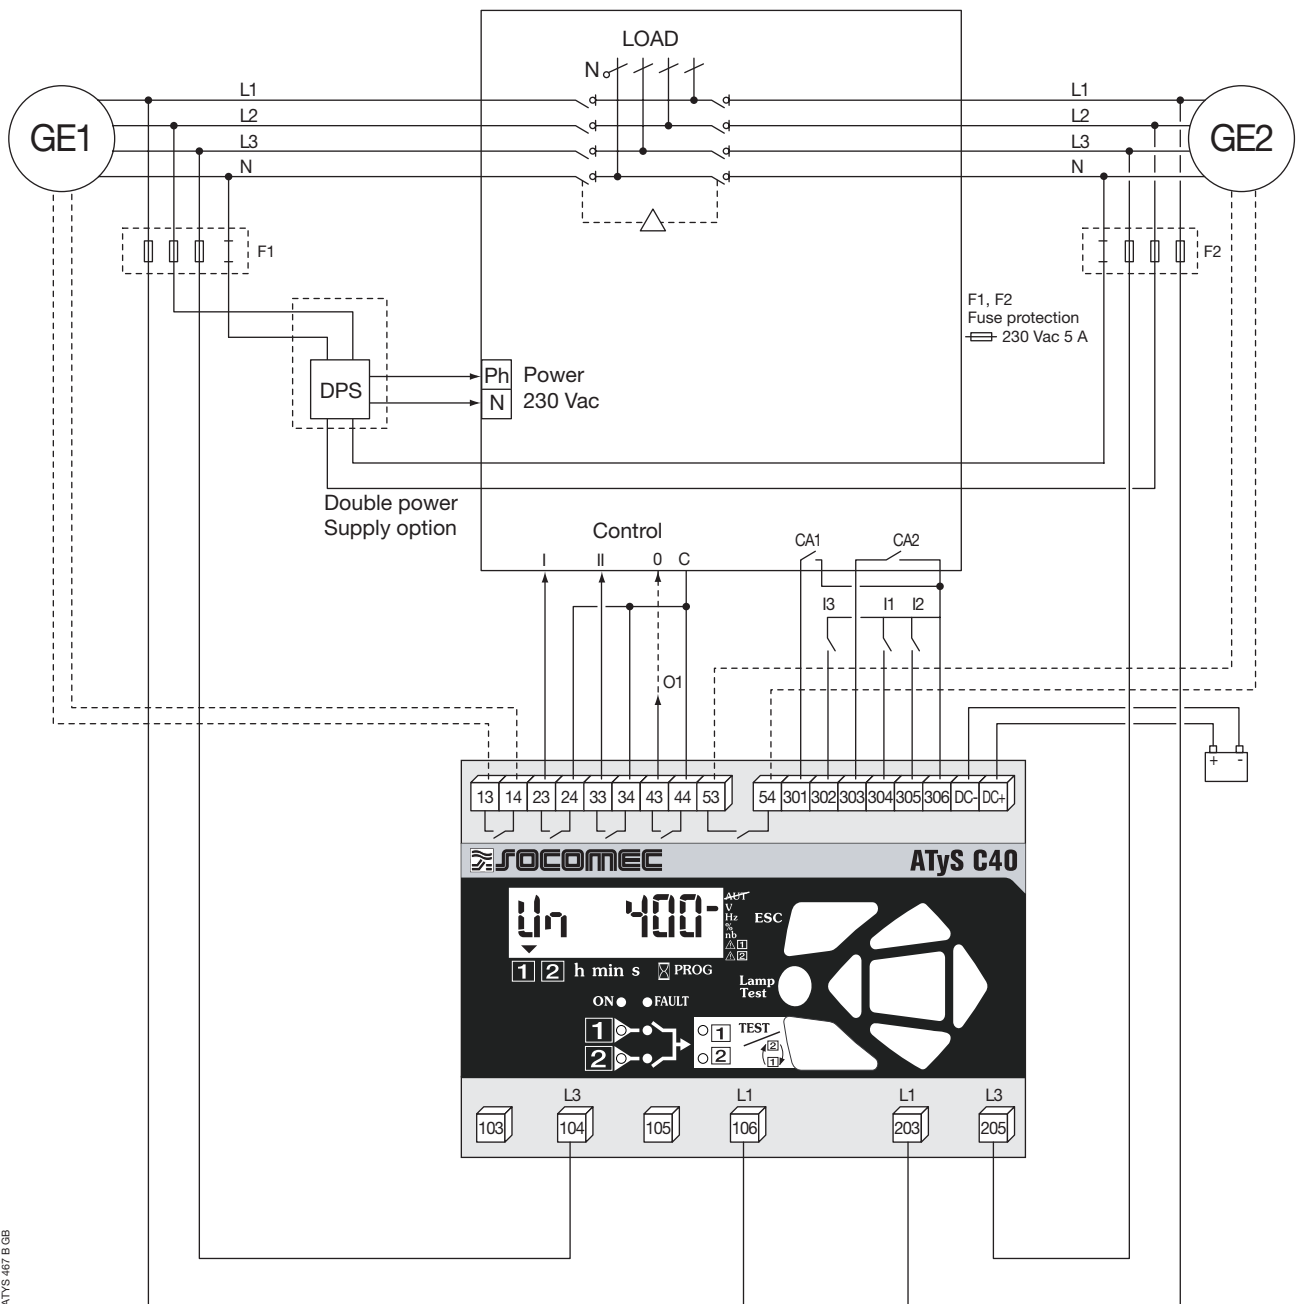 LOAD
N
L1
L1
L2
L2
GE1
GE2
L3
L3
N
N
F1
F2
F1, F2
Fuse protection
230 Vac 5 A
DPS
Ph
Power
N
230 Vac
Double power
Supply option
Control
CA1
CA2
I
II
0
C
I3
I1
I2
O1
+
-
13
14
23
24
33
34
43
44
53
54
301
302
303
304
305
306
DC-
DC+
SOCOMEC
ATyS C40
Un 400-
AUT
V
Hz
%
nb
1
2
ESC
1 2 h min s PROG
Lamp
Test
ON
FAULT
1
1
TEST
2
2
2
1
L3
L1
L1
L3
103
104
105
106
203
205
ATYS 467 B GB